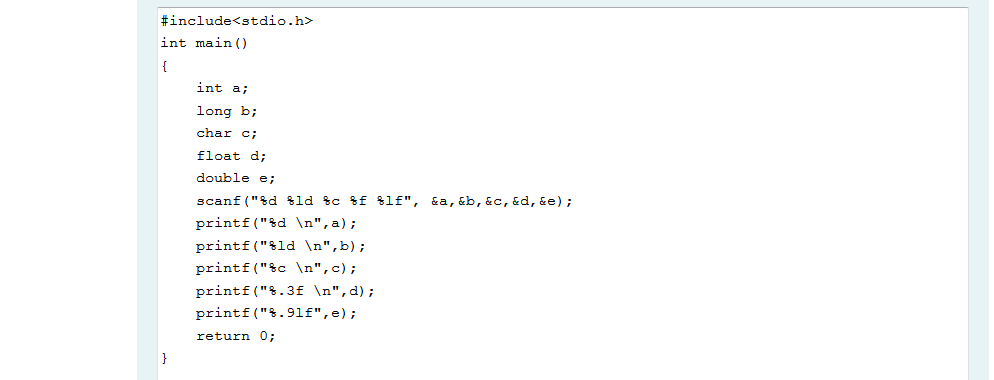 #include<stdio.h>
int main()
{
    int a;
    long b;
    char c;
    float d;
    double e;
    scanf("%d %ld %c %f %lf", &a,&b,&c,&d,&e);
    printf("%d \n",a);
    printf("%ld \n",b);
    printf("%c \n",c);
    printf("%.3f \n",d);
    printf("%.9lf",e);
    return 0;
}